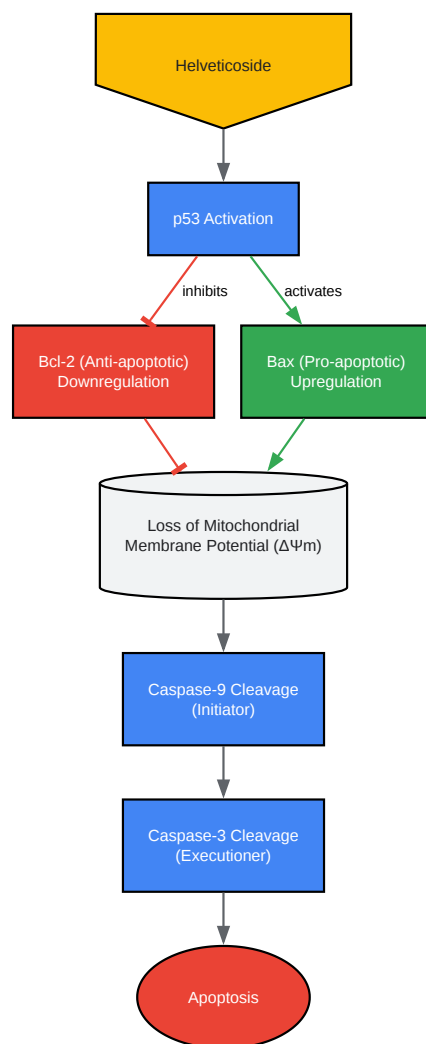 Helveticoside
p53 Activation
inhibits
activates
Bcl-2 (Anti-apoptotic)
Downregulation
Bax (Pro-apoptotic)
Upregulation
Loss of Mitochondrial
Membrane Potential (ΔΨm)
Caspase-9 Cleavage
(Initiator)
Caspase-3 Cleavage
(Executioner)
Apoptosis